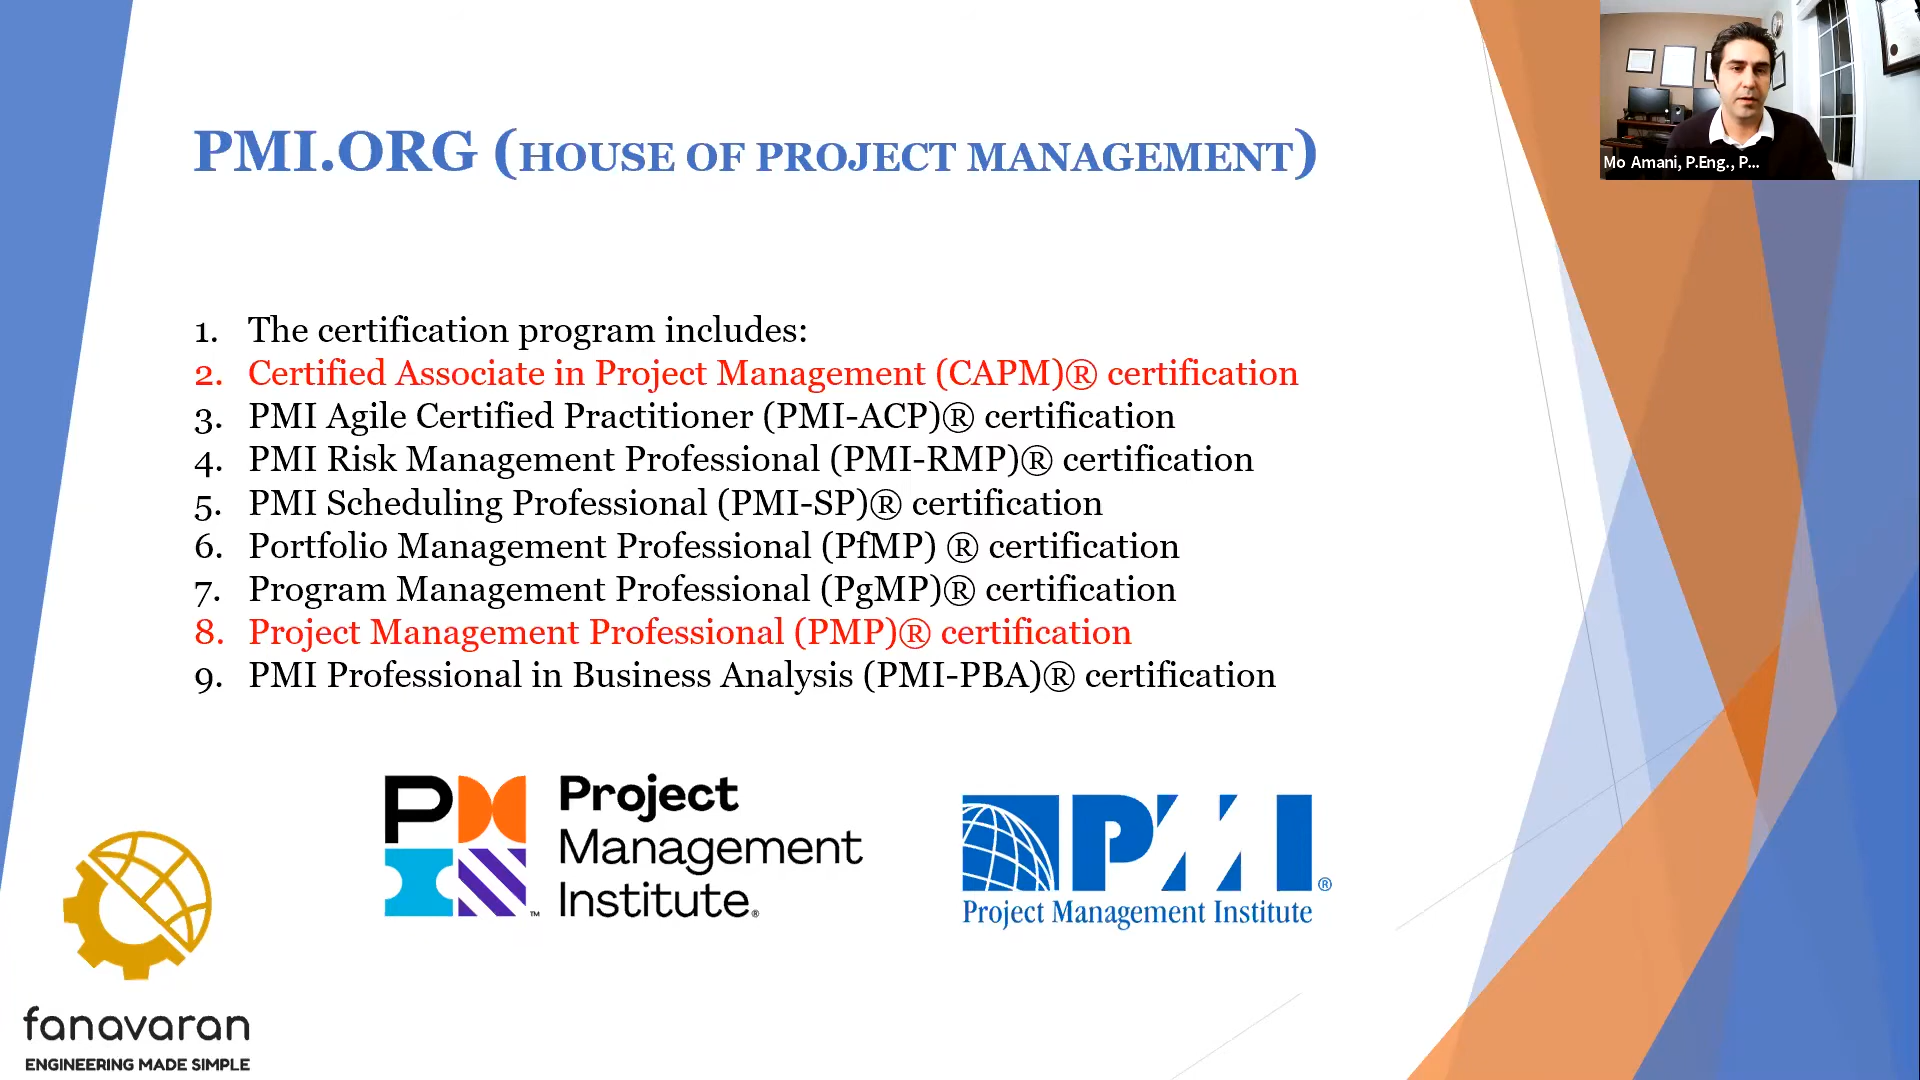 PMI.ORG (HOUSE OF PROJECT MANAGEMENT)
Mo Amani, P.Eng., P...
1. The certification program includes:
2. Certified Associate in Project Management (CAPM)® certification
3. PMI Agile Certified Practitioner (PMI-ACP)® certification
4. PMI Risk Management Professional (PMI-RMP)® certification
5. PMI Scheduling Professional (PMI-SP)® certification
6. Portfolio Management Professional (PfMP) ® certification
7. Program Management Professional (PgMP)® certification
8. Project Management Professional (PMP)® certification
9. PMI Professional in Business Analysis (PMI-PBA)® certification
PMI ™
Project
Management
Institute®
PMI®
Project Management Institute
fanavaran
ENGINEERING MADE SIMPLE